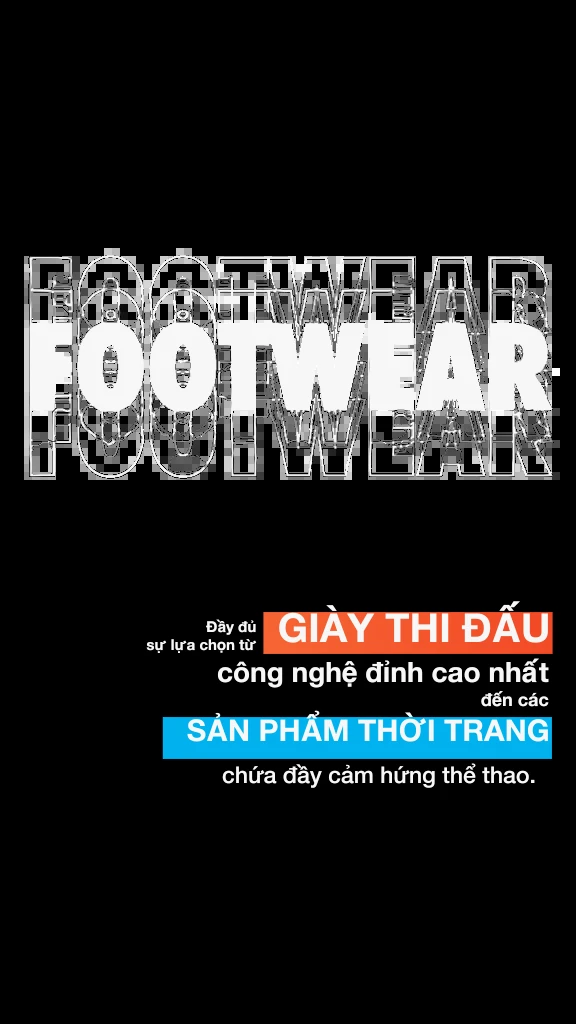 FOOTWEAR
FOOTWEAR
FOOTWEAR
Đầy đủ
sự lựa chọn từ
GIÀY THI ĐẤU
công nghệ đỉnh cao nhất
đến các
SẢN PHẨM THỜI TRANG
chứa đầy cảm hứng thể thao.